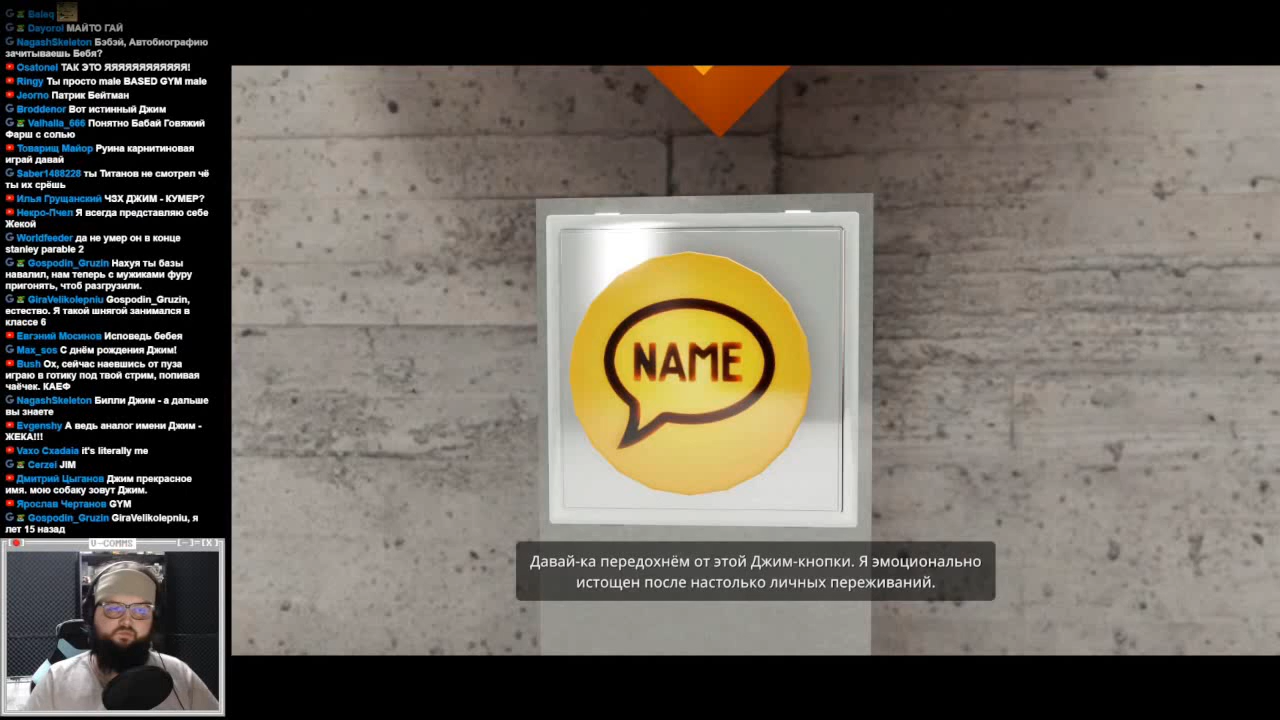 Baleq
Dayorol МАЙТО ГАЙ
NagashSkeleton Бэбэй, Автобиографию
зачитываешь Бебя?
Osatonel ТАК ЭТО ЯЯЯЯЯЯЯЯЯЯЯЯ!
Ringy Ты просто male BASED GYM male
Jeorno Патрик Бейтман
Broddenor Вот истинный Джим
Valhalla_666 Понятно Бабай Говяжий
Фарш с солью
Товарищ Майор Руина карнитиновая
играй давай
Saber1488228 ты Титанов не смотрел чё
ты их срёшь
Илья Грущанский ЧЗХ ДЖИМ - КУМЕР?
Некро-Пчел Я всегда представляю себе
Жекой
Worldfeeder да не умер он в конце
stanley parable 2
Gospodin_Gruzin Нахуя ты базы
навалил, нам теперь с мужиками фуру
пригонять, чтоб разгрузили.
GiraVelikolepniu Gospodin_Gruzin,
естество. Я такой шнягой занимался в
классе 6
Евгэний Мосинов Исповедь бебея
Max_sos С днём рождения Джим!
Bush Ох, сейчас наевшись от пуза
играю в готику под твой стрим, попивая
чаёчек. КАЕФ
NagashSkeleton Билли Джим - а дальше
вы знаете
Evgenshy А ведь аналог имени Джим -
ЖЕКА!!!
Vaxo Cxadaia it's literally me
Cerzel JIM
Дмитрий Цыганов Джим прекрасное
имя. мою собаку зовут Джим.
Ярослав Чертанов GYM
Gospodin_Gruzin GiraVelikolepniu, я
лет 15 назад
U-COMMS
NAME
Давай-ка передохнём от этой Джим-кнопки. Я эмоционально
истощен после настолько личных переживаний.